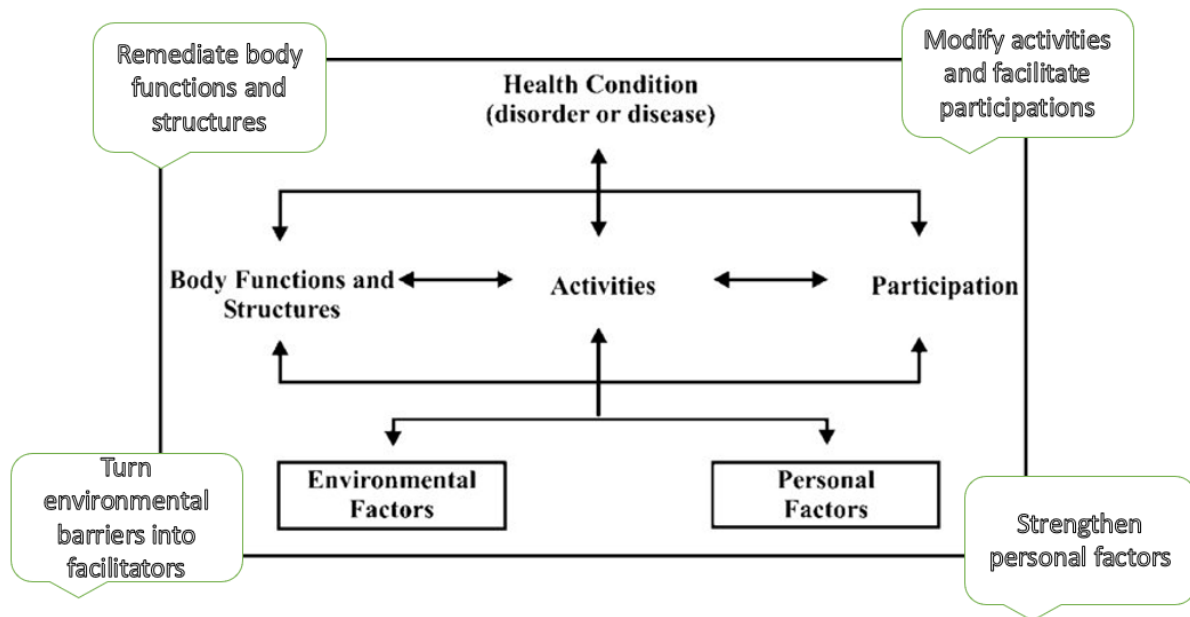 Remediate body
functions and
structures
Modify activities
and facilitate
participations
Health Condition
(disorder or disease)
Body Functions and
Structures
Activities
Participation
Environmental
Factors
Personal
Factors
Turn
environmental
barriers into
facilitators
Strengthen
personal factors